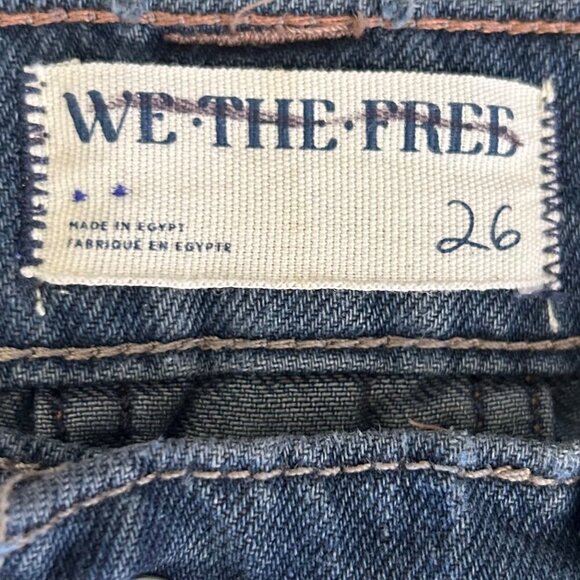 WE·THE·FREE
MADE IN EGYPT
FABRIQUE EN EGYPTE
26